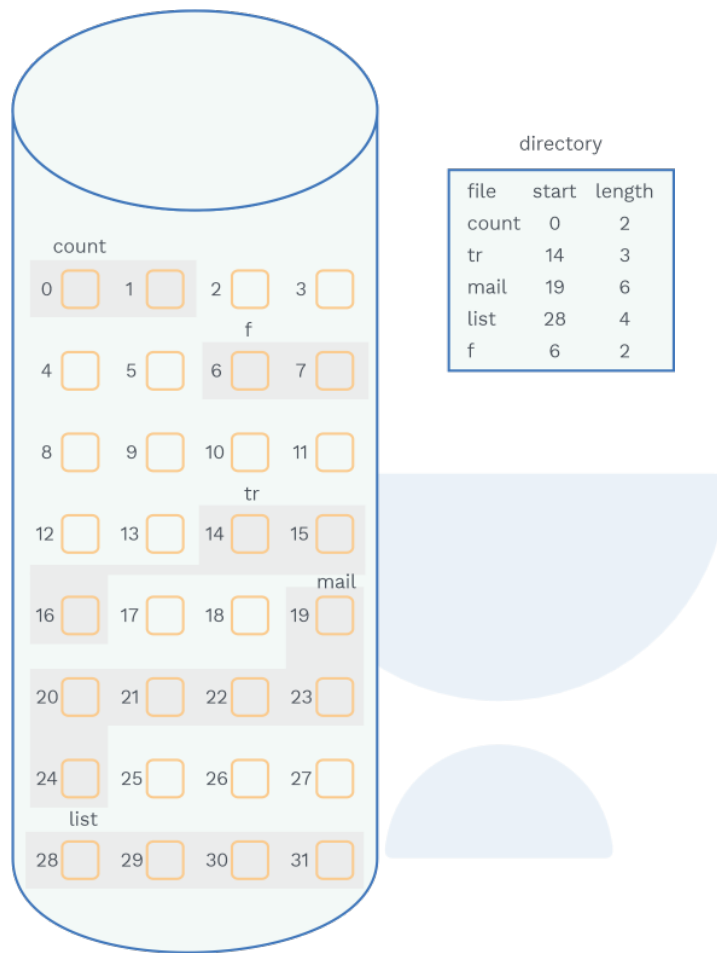 directory
file start length
count 0 2
tr 14 3
mail 19 6
list 28 4
f 6 2
count
0 1 2 3
f
4 5 6 7
8 9 10 11
tr
12 13 14 15
mail
16 17 18 19
20 21 22 23
24 25 26 27
list
28 29 30 31